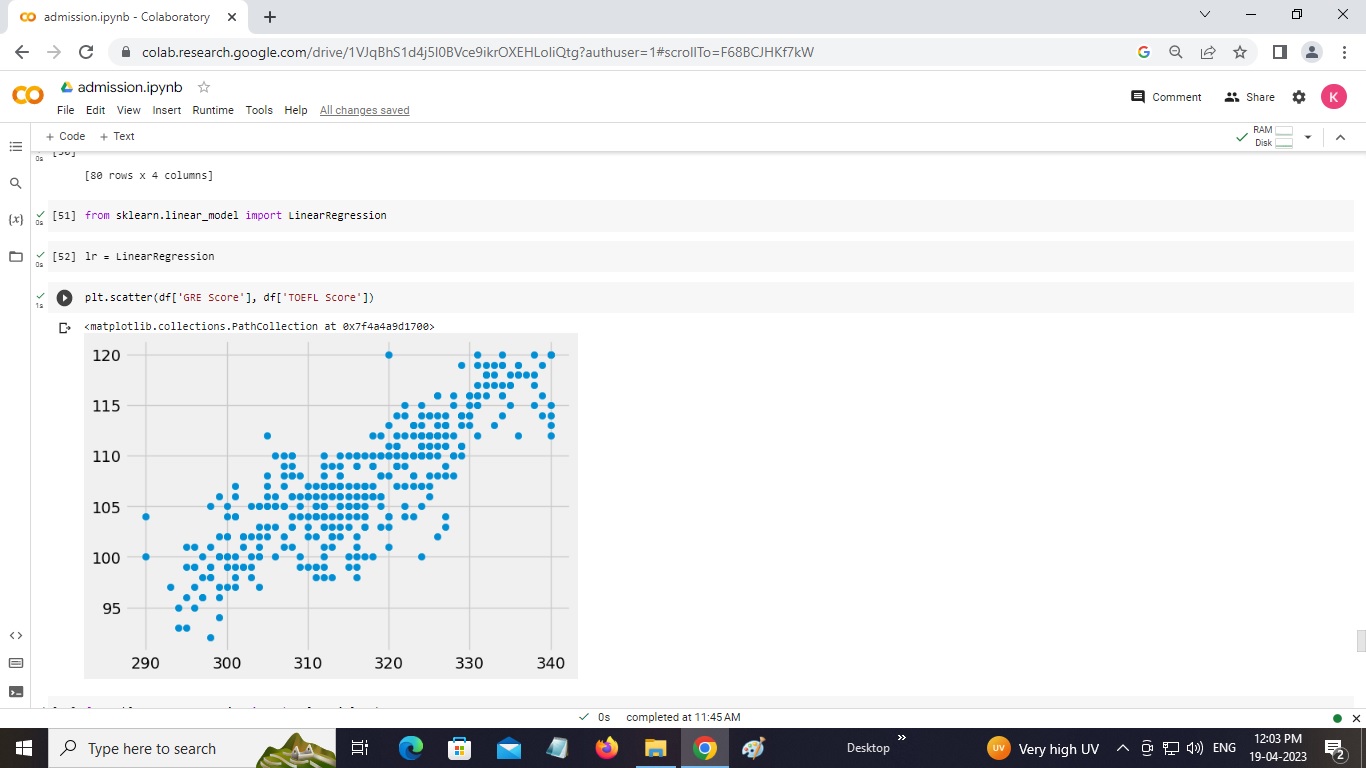 admission.ipynb - Colaboratory
colab.research.google.com/drive/1VJqBhS1d4j5I0BVce9ikrOXEHLoIiQtg?authuser=1#scrollTo=F68BCJHKf7kW
admission.ipynb
File Edit View Insert Runtime Tools Help All changes saved
Comment Share K
+ Code + Text
RAM
Disk
0s
[80 rows x 4 columns]
[51] from sklearn.linear_model import LinearRegression
0s
[52] lr = LinearRegression
0s
plt.scatter(df['GRE Score'], df['TOEFL Score'])
1s
<matplotlib.collections.PathCollection at 0x7f4a4a9d1700>
120
115
110
105
100
95
290 300 310 320 330 340
0s completed at 11:45 AM
Type here to search
Desktop
UV Very high UV
ENG
12:03 PM
19-04-2023
2